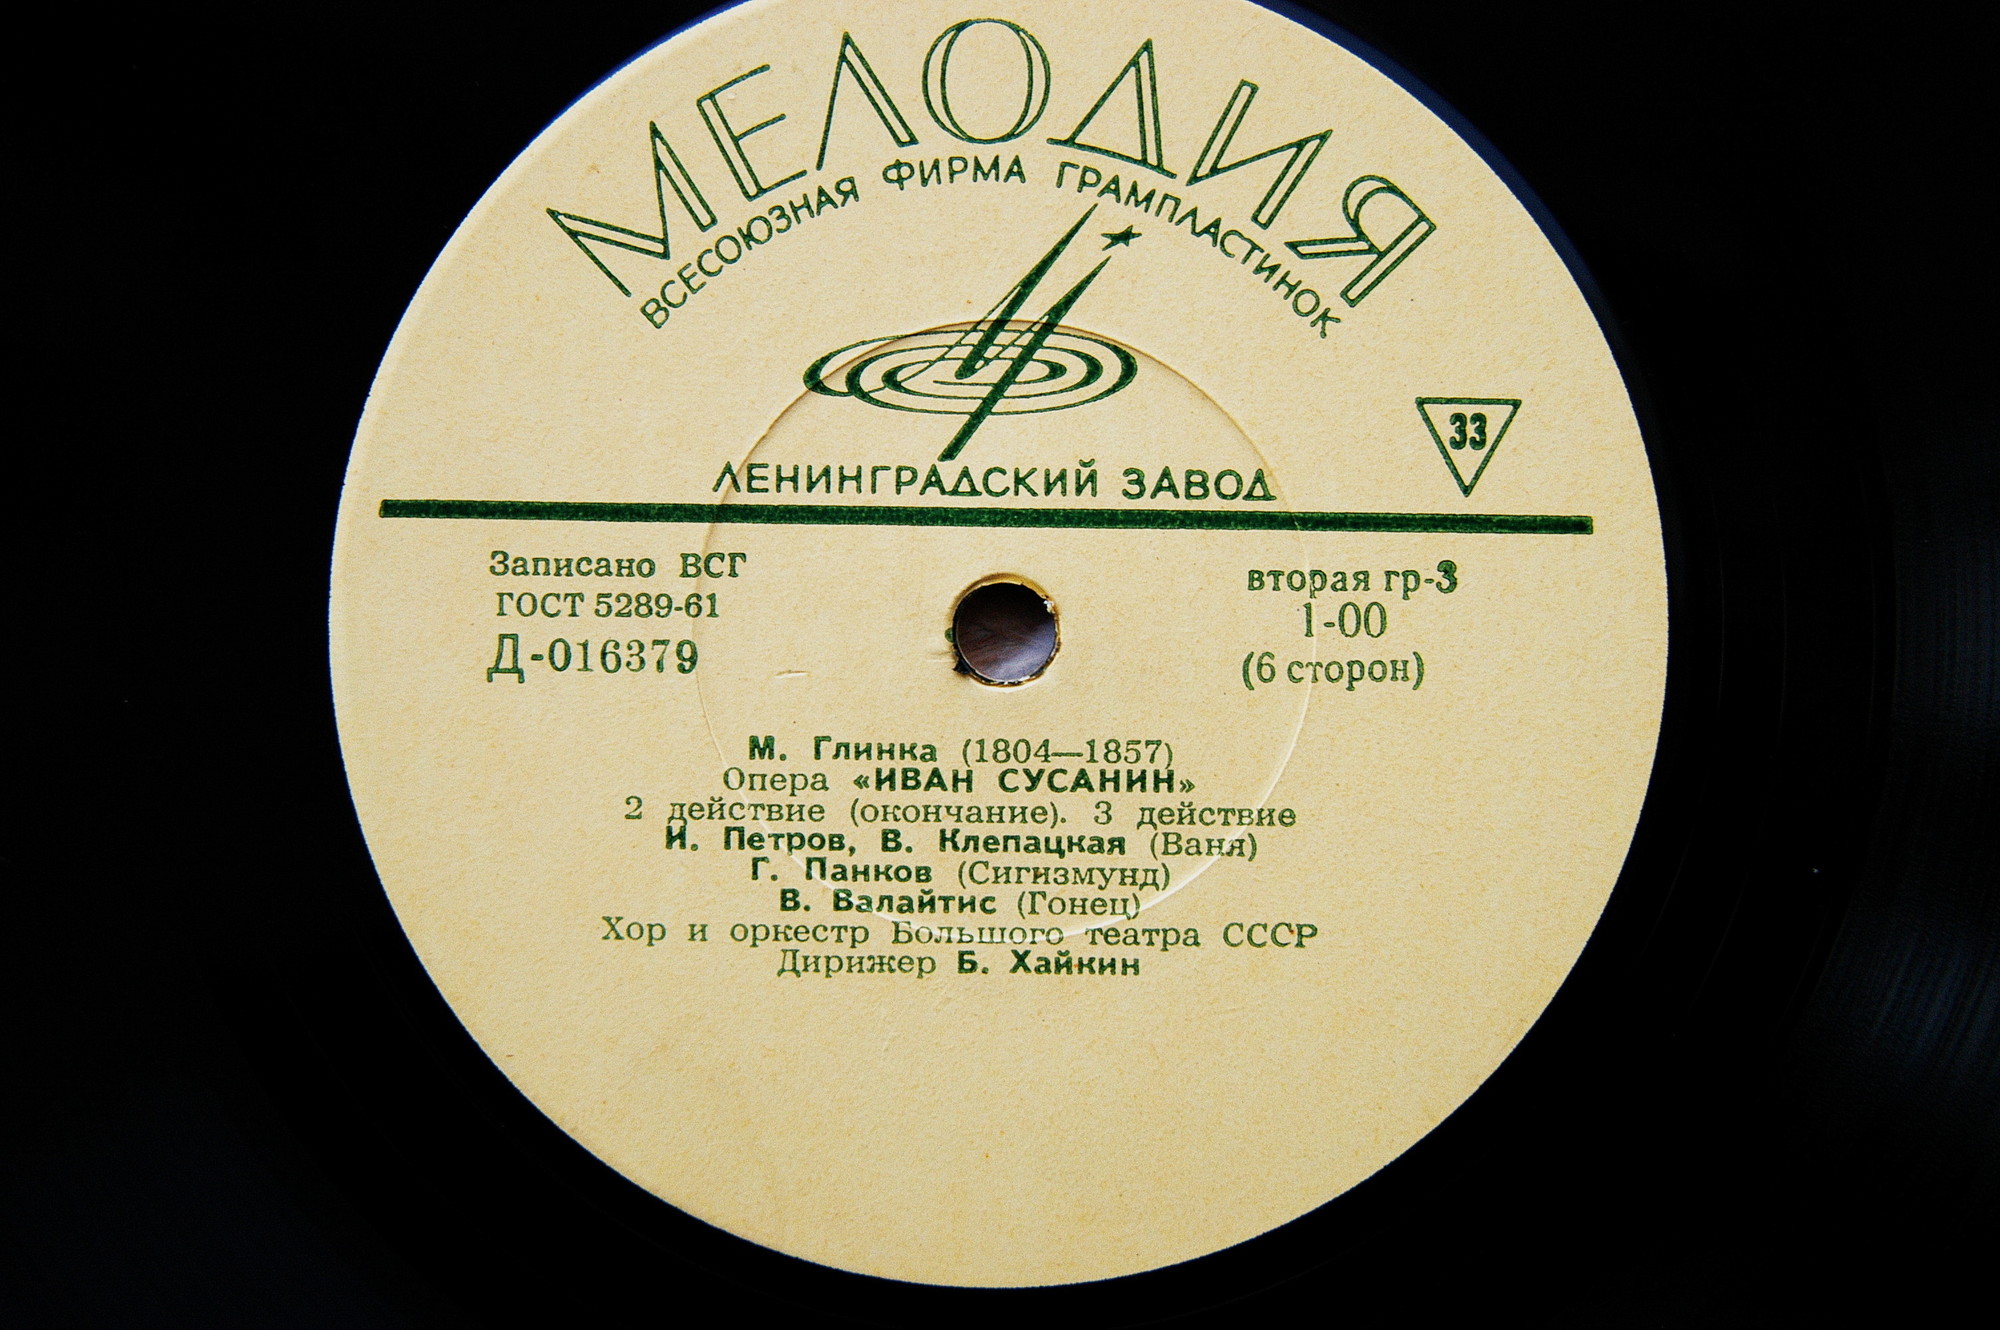 МЕЛОДИЯ
ВСЕСОЮЗНАЯ ФИРМА ГРАМПЛАСТИНОК
33
ЛЕНИНГРАДСКИЙ ЗАВОД
Записано ВСГ
ГОСТ 5289-61
Д-016379
вторая гр-3
1-00
(6 сторон)
М. Глинка (1804—1857)
Опера «ИВАН СУСАНИН»
2 действие (окончание). 3 действие
И. Петров, В. Клепацкая (Ваня)
Г. Панков (Сигизмунд)
В. Валайтис (Гонец)
Хор и оркестр Большого театра СССР
Дирижер Б. Хайкин